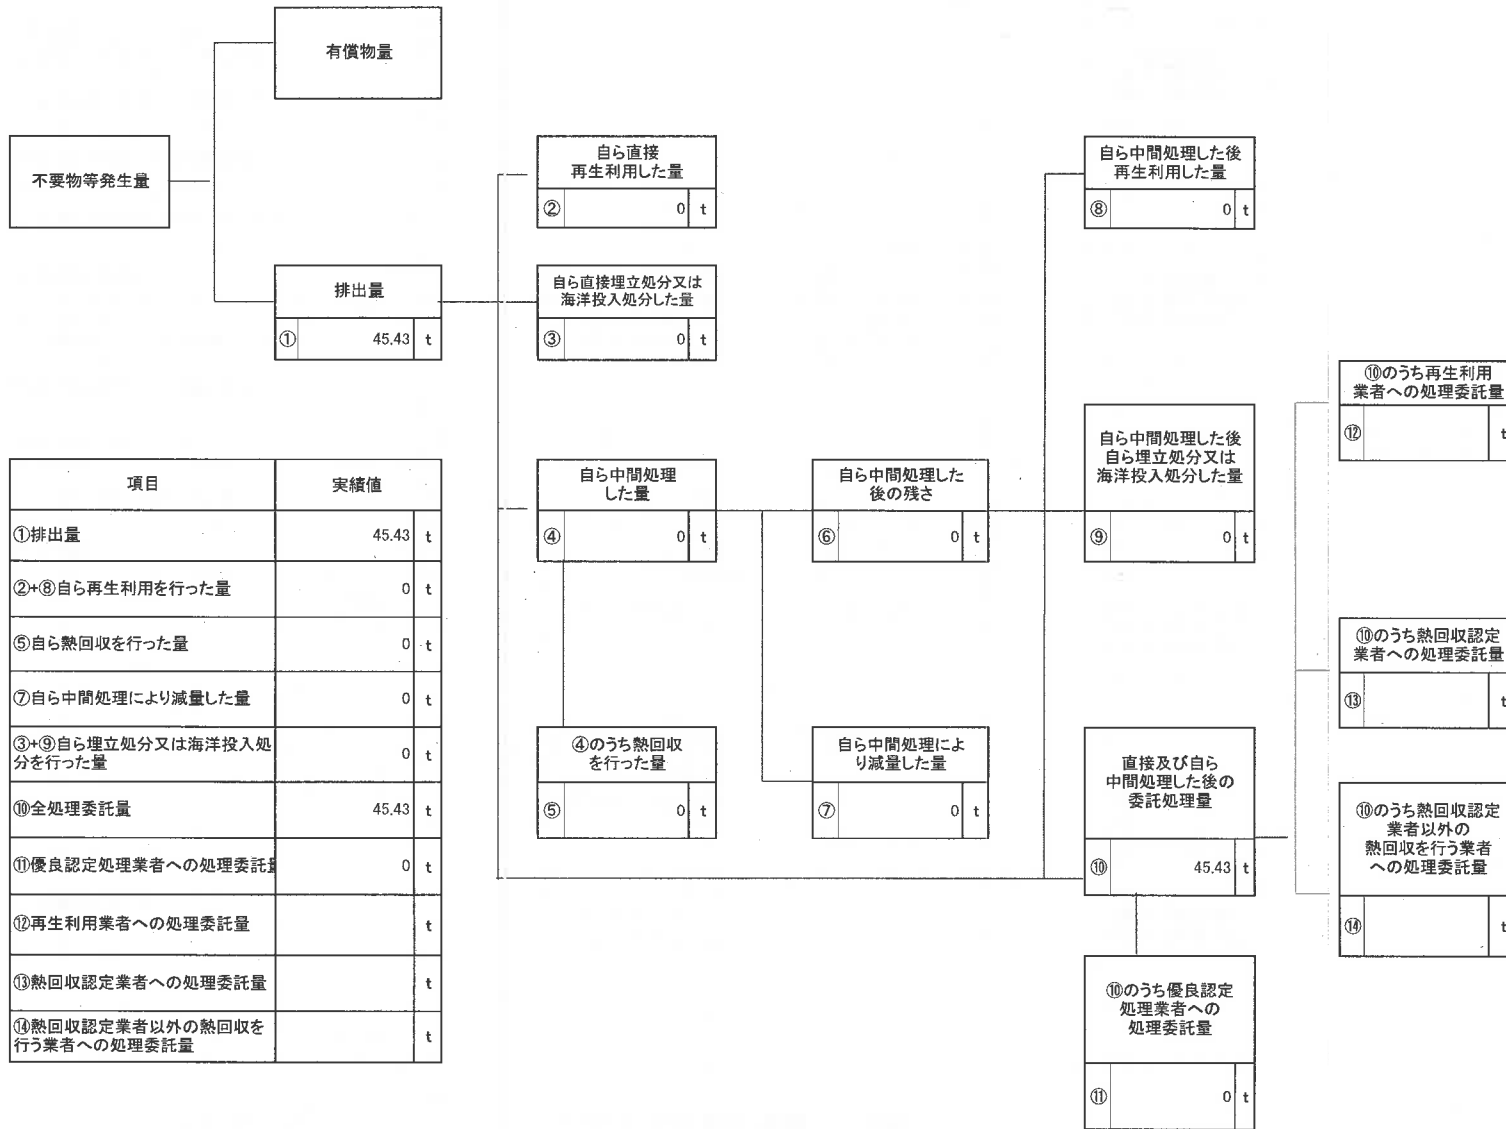 有償物量
不要物等発生量
排出量
① 45.43 t
自ら直接
再生利用した量
② 0 t
自ら直接埋立処分又は
海洋投入処分した量
③ 0 t
自ら中間処理
した量
④ 0 t
④のうち熱回収
を行った量
⑤ 0 t
自ら中間処理した
後の残さ
⑥ 0 t
自ら中間処理によ
り減量した量
⑦ 0 t
自ら中間処理した後
再生利用した量
⑧ 0 t
自ら中間処理した後
自ら埋立処分又は
海洋投入処分した量
⑨ 0 t
直接及び自ら
中間処理した後の
委託処理量
⑩ 45.43 t
⑩のうち優良認定
処理業者への
処理委託量
⑪ 0 t
⑩のうち再生利用
業者への処理委託量
⑫ t
⑩のうち熱回収認定
業者への処理委託量
⑬ t
⑩のうち熱回収認定
業者以外の
熱回収を行う業者
への処理委託量
⑭ t
項目 実績値
①排出量 45.43 t
②+⑧自ら再生利用を行った量 0 t
⑤自ら熱回収を行った量 0 t
⑦自ら中間処理により減量した量 0 t
③+⑨自ら埋立処分又は海洋投入処
分を行った量 0 t
⑩全処理委託量 45.43 t
⑪優良認定処理業者への処理委託量 0 t
⑫再生利用業者への処理委託量 t
⑬熱回収認定業者への処理委託量 t
⑭熱回収認定業者以外の熱回収を
行う業者への処理委託量 t